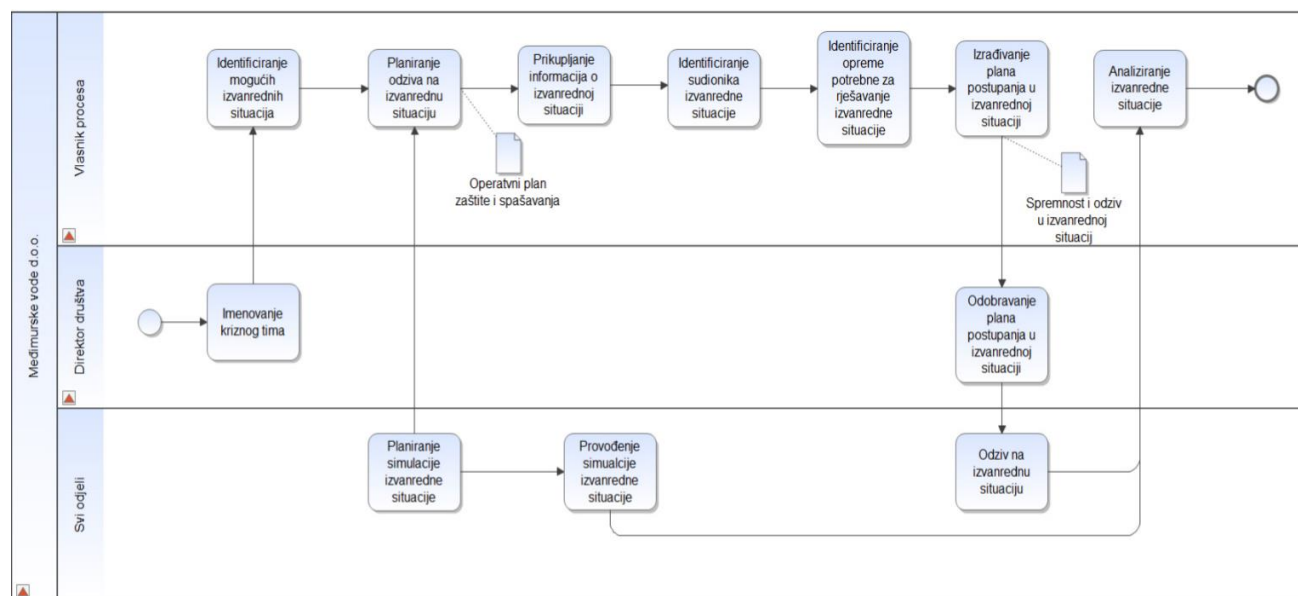 Međimurske vode d.o.o.
Vlasnik procesa
Identificiranje
mogućih
izvanrednih
situacija
Planiranje
odziva na
izvanrednu
situaciju
Prikupljanje
informacija o
izvanrednoj
situaciji
Identificiranje
sudionika
izvanredne
situacije
Identificiranje
opreme
potrebne za
rješavanje
izvanredne
situacije
Izrađivanje
plana
postupanja u
izvanrednoj
situaciji
Analiziranje
izvanredne
situacije
Operatvni plan
zaštite i spašavanja
Spremnost i odziv
u izvanrednoj
situacij
Direktor društva
Imenovanje
kriznog tima
Odobravanje
plana
postupanja u
izvanrednoj
situaciji
Svi odjeli
Planiranje
simulacije
izvanredne
situacije
Provođenje
simualcije
izvanredne
situacije
Odziv na
izvanrednu
situaciju